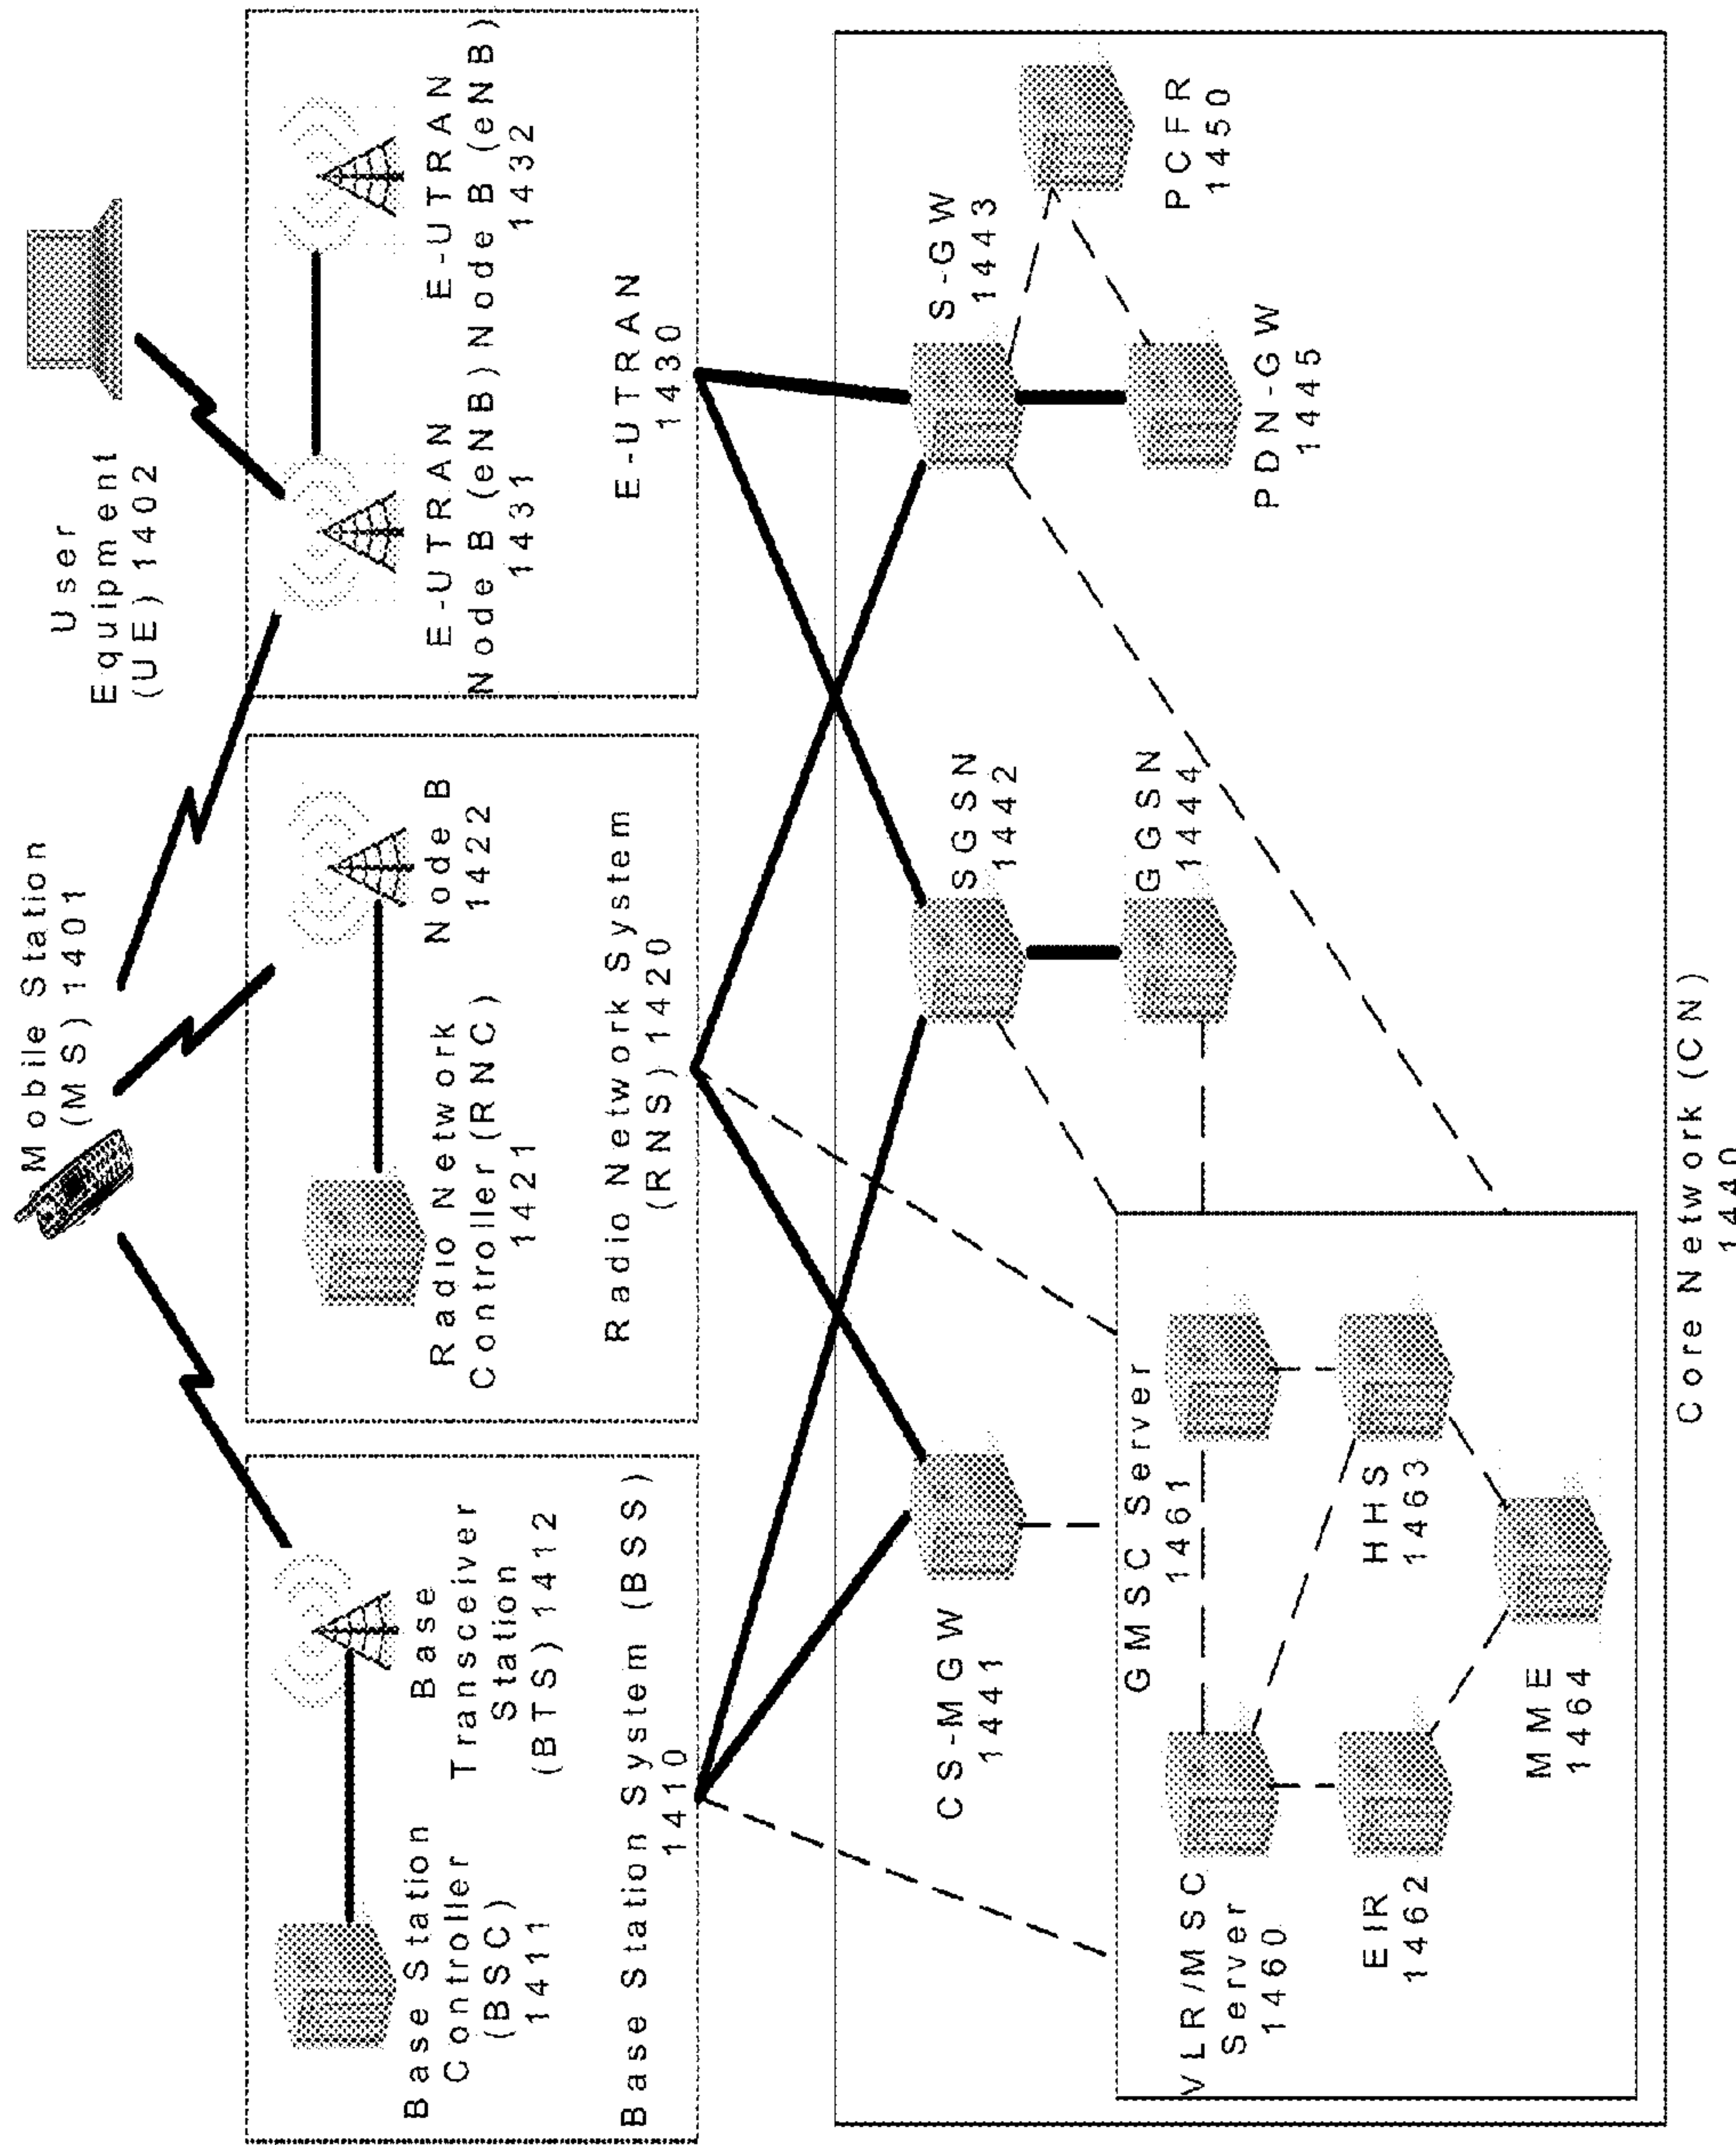 Mobile Station
(MS) 1401
User
Equipment
(UE) 1402
Base Station
Controller
(BSC)
1411
Base
Transceiver
Station
(BTS) 1412
Base Station System (BSS)
1410
Radio Network
Controller (RNC)
1421
Node B
1422
Radio Network System
(RNS) 1420
E-UTRAN
Node B (eNB)
1431
E-UTRAN
Node B (eNB)
1432
E-UTRAN
1430
CS-MGW
1441
SGSN
1442
S-GW
1443
GGSN
1444
PDN-GW
1445
PCFR
1450
GMSC Server
1461
VLR/MSC
Server
1460
HHS
1463
EIR
1462
MME
1464
Core Network (CN)
1440